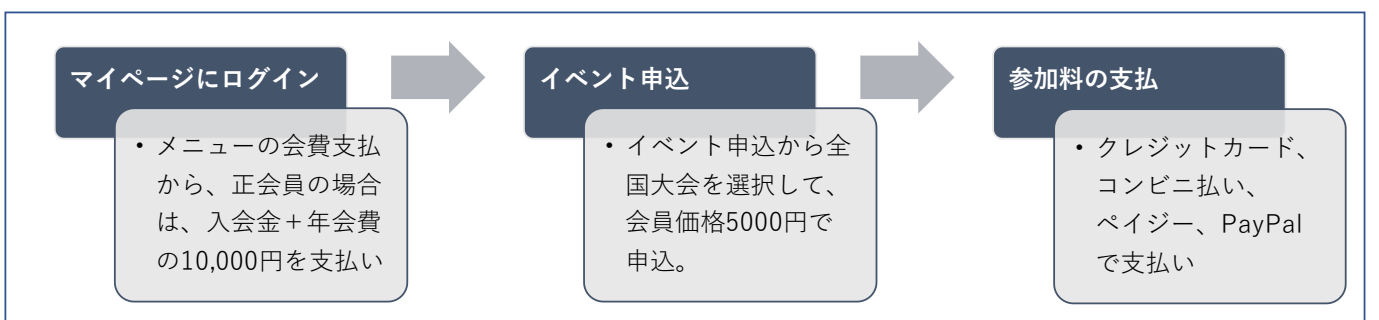 マイページにログイン
• メニューの会費支払
から、正会員の場合
は、入会金＋年会費
の10,000円を支払い
イベント申込
• イベント申込から全
国大会を選択して、
会員価格5000円で
申込。
参加料の支払
• クレジットカード、
コンビニ払い、
ペイジー、PayPal
で支払い